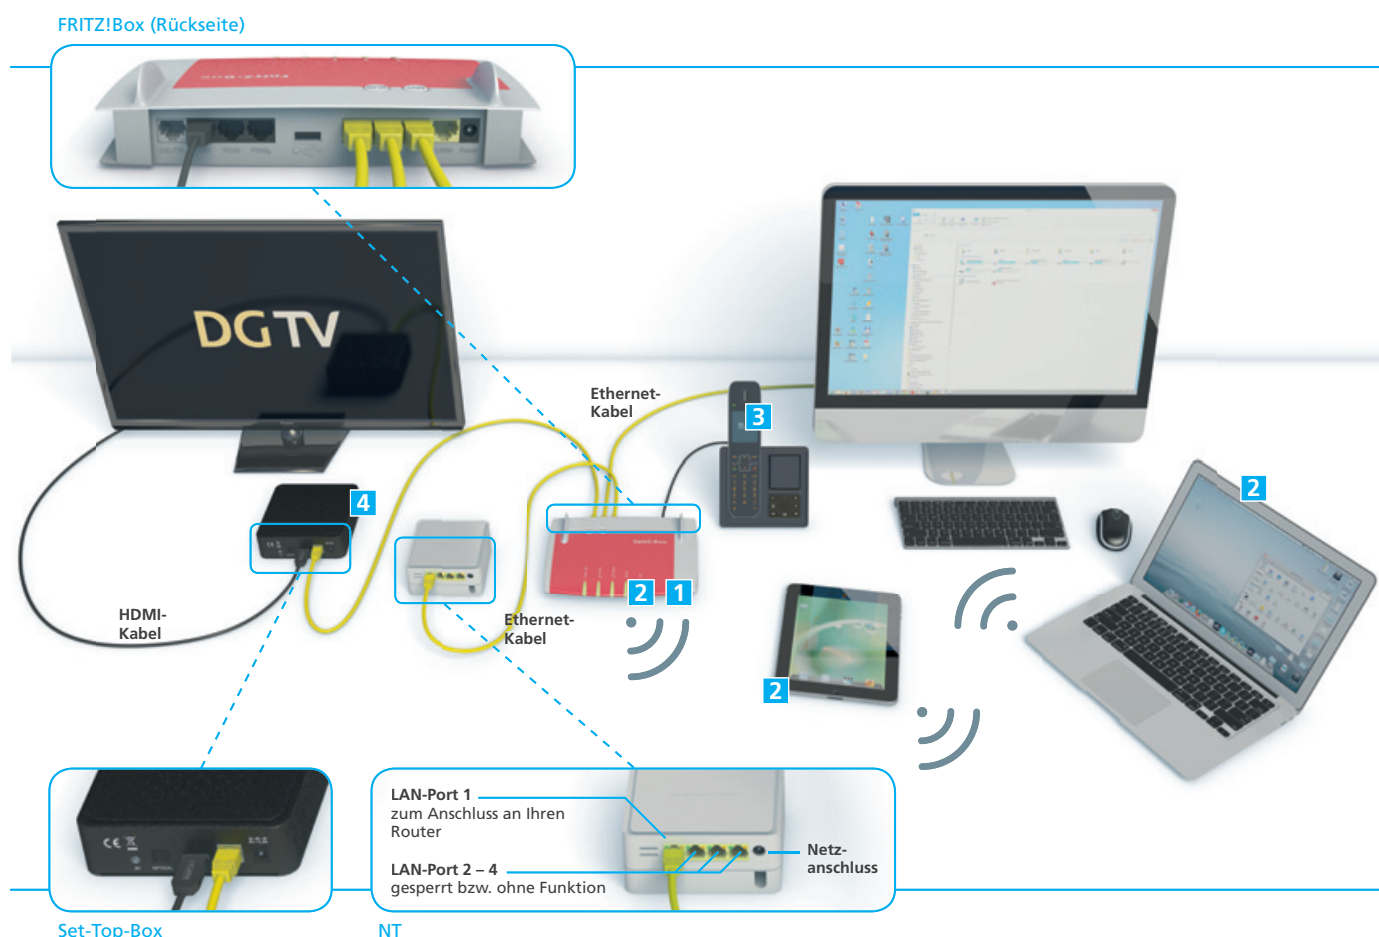 FRITZ!Box (Rückseite)
DGTV
Ethernet-
Kabel
3
4
2
2
1
HDMI-
Kabel
Ethernet-
Kabel
2
LAN-Port 1
zum Anschluss an Ihren
Router
LAN-Port 2 – 4
gesperrt bzw. ohne Funktion
Netz-
anschluss
Set-Top-Box
NT